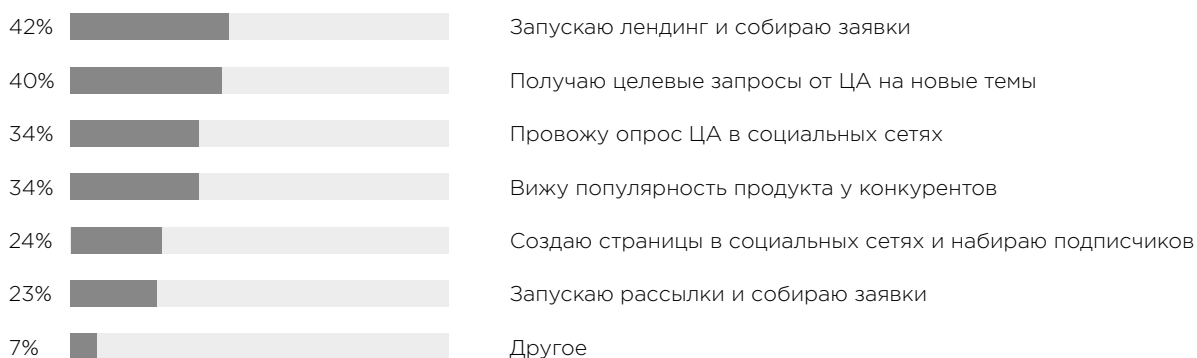 42% Запускаю лендинг и собираю заявки
40% Получаю целевые запросы от ЦА на новые темы
34% Провожу опрос ЦА в социальных сетях
34% Вижу популярность продукта у конкурентов
24% Создаю страницы в социальных сетях и набираю подписчиков
23% Запускаю рассылки и собираю заявки
7% Другое